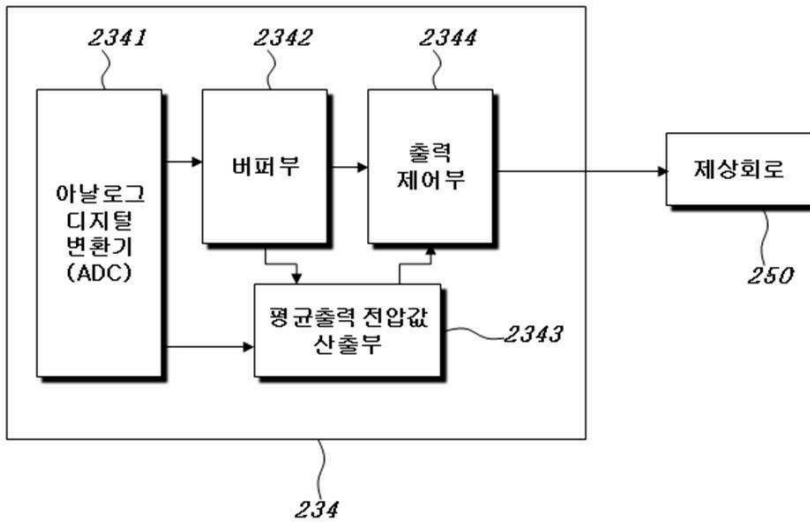 2341
2342
2344
아날로그
디지털
변환기
(ADC)
버퍼부
출력
제어부
제상회로
250
평균출력 전압값
산출부
2343
234